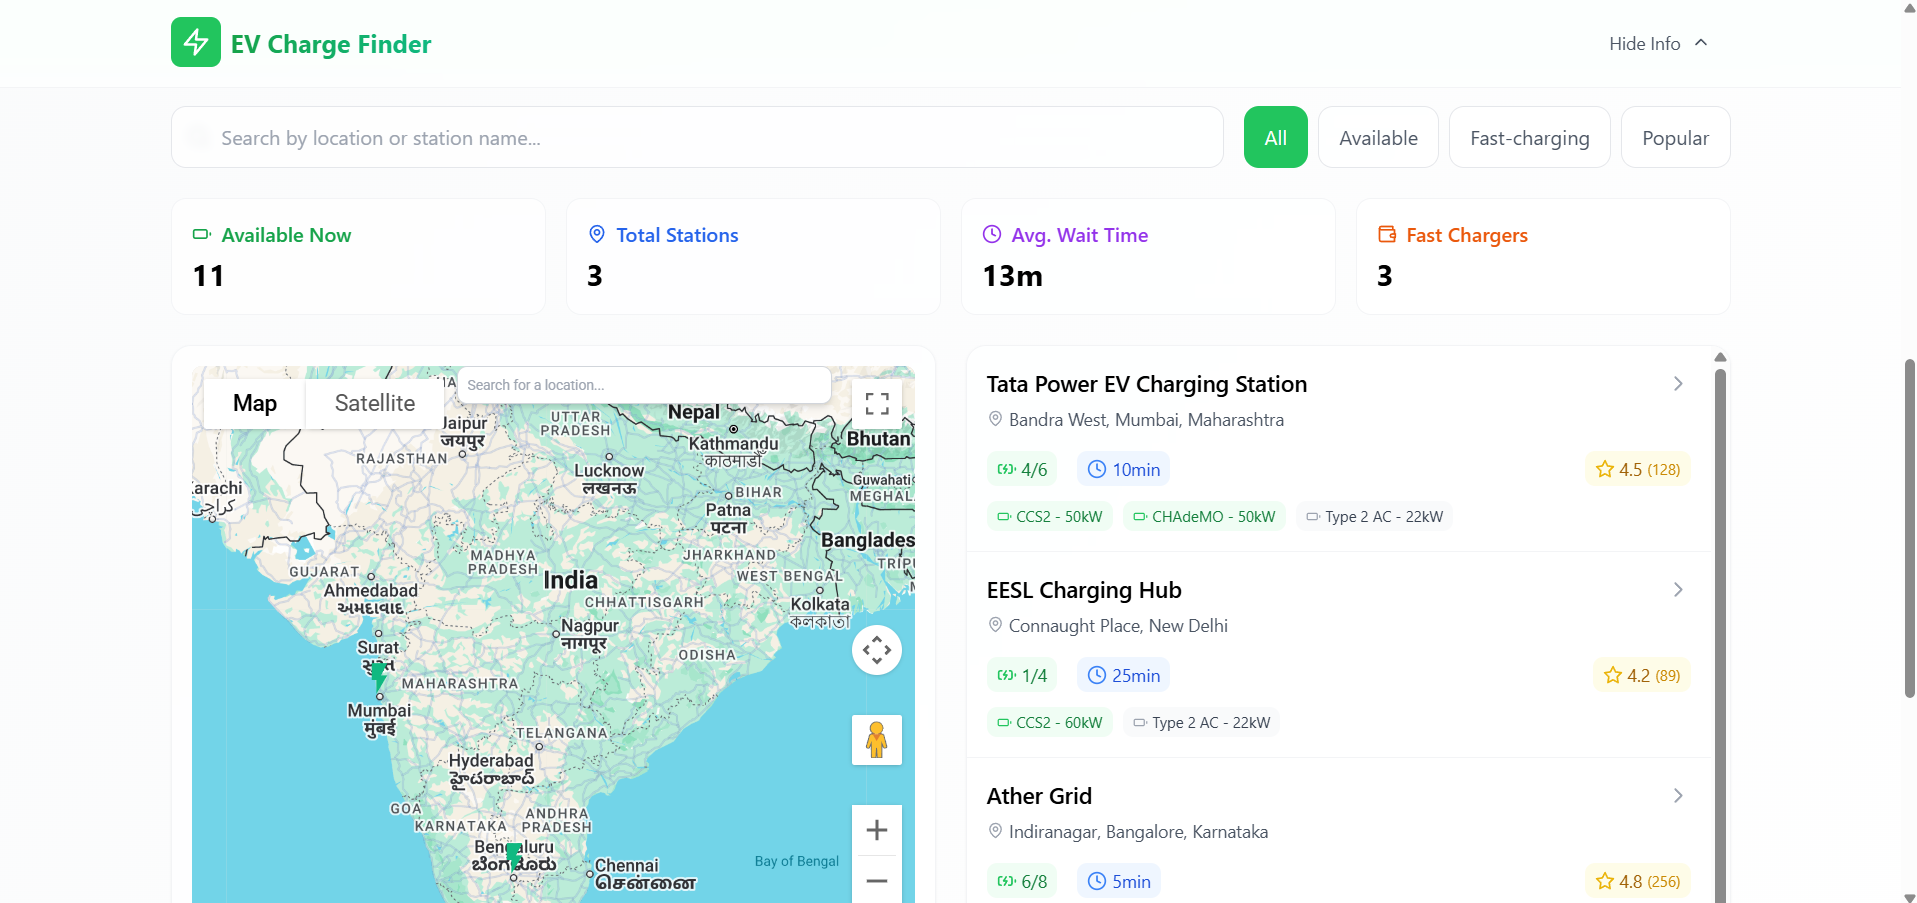 EV Charge Finder
Hide Info
Search by location or station name...
All
Available
Fast-charging
Popular
Available Now
11
Total Stations
3
Avg. Wait Time
13m
Fast Chargers
3
Map
Satellite
Search for a location...
Nepal
Jaipur
जयपुर
UTTAR
PRADESH
Kathmandu
काठमाडौँ
Bhutan
RAJASTHAN
Lucknow
लखनऊ
Guwahati
MEGHAL
arachi
كراچى
BIHAR
Patna
पटना
Banglades
MADHYA
PRADESH
JHARKHAND
TRIPU
GUJARAT
India
WEST BENGAL
Ahmedabad
અમદાવાદ
CHHATTISGARH
Kolkata
কলকাতা
Nagpur
नागपूर
Surat
ODISHA
MAHARASHTRA
Mumbai
मुंबई
TELANGANA
Hyderabad
హైదరాబాద్
GOA
KARNATAKA
ANDHRA
PRADESH
Bengaluru
Chennai
சென்னை
Bay of Bengal
Tata Power EV Charging Station
Bandra West, Mumbai, Maharashtra
4/6
10min
4.5 (128)
CCS2 - 50kW
CHAdeMO - 50kW
Type 2 AC - 22kW
EESL Charging Hub
Connaught Place, New Delhi
1/4
25min
4.2 (89)
CCS2 - 60kW
Type 2 AC - 22kW
Ather Grid
Indiranagar, Bangalore, Karnataka
6/8
5min
4.8 (256)